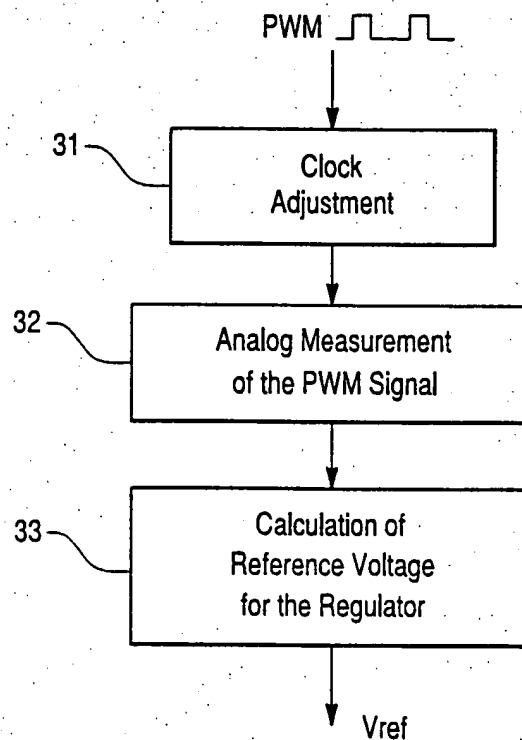 PWM
31
Clock
Adjustment
32
Analog Measurement
of the PWM Signal
33
Calculation of
Reference Voltage
for the Regulator
Vref